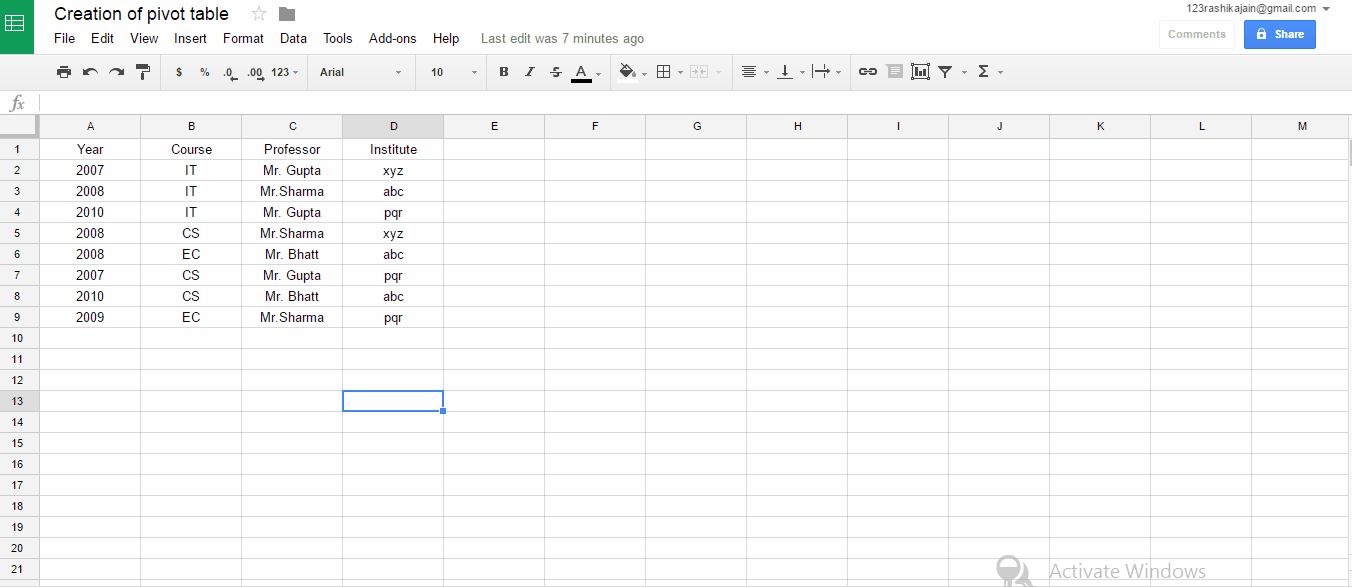 Creation of pivot table
123rashikajain@gmail.com
File Edit View Insert Format Data Tools Add-ons Help Last edit was 7 minutes ago
Comments Share
$ % .0 .00 123 Arial 10 B I S A Σ
fx
A B C D E F G H I J K L M
1 Year Course Professor Institute
2 2007 IT Mr. Gupta xyz
3 2008 IT Mr.Sharma abc
4 2010 IT Mr. Gupta pqr
5 2008 CS Mr.Sharma xyz
6 2008 EC Mr. Bhatt abc
7 2007 CS Mr. Gupta pqr
8 2010 CS Mr. Bhatt abc
9 2009 EC Mr.Sharma pqr
10
11
12
13
14
15
16
17
18
19
20
21
Activate Windows